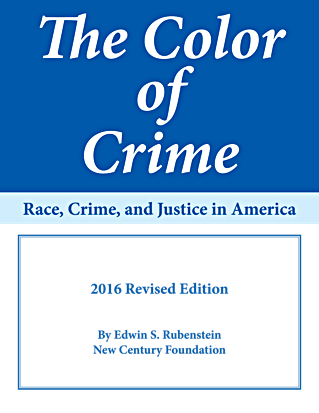 The Color
of
Crime
Race, Crime, and Justice in America
2016 Revised Edition
By Edwin S. Rubenstein
New Century Foundation